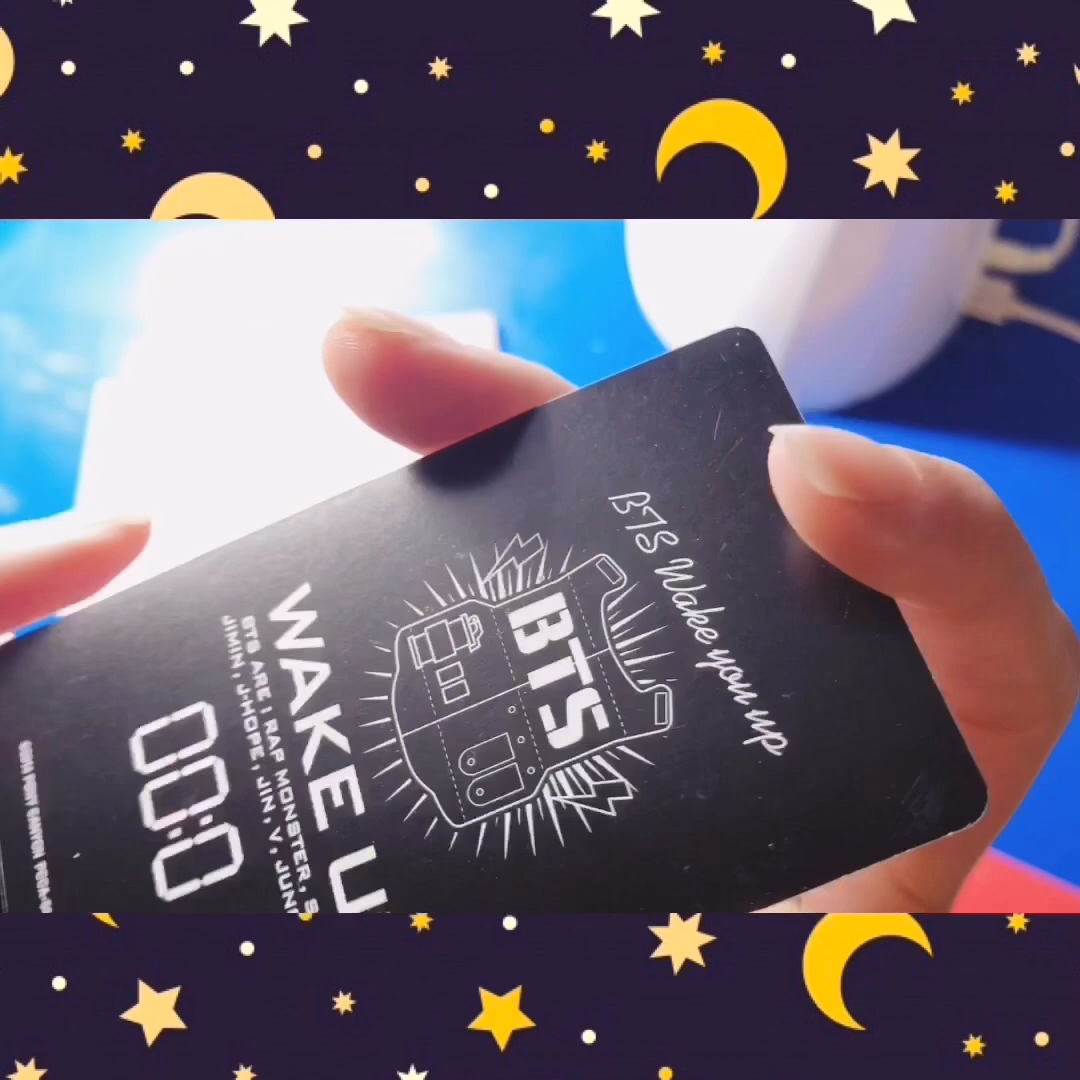 BTS Wake you up
BTS
WAKE U
BTS ARE : RAP MONSTER, S
JIMIN, J-HOPE, JIN, V, JUN
00:0